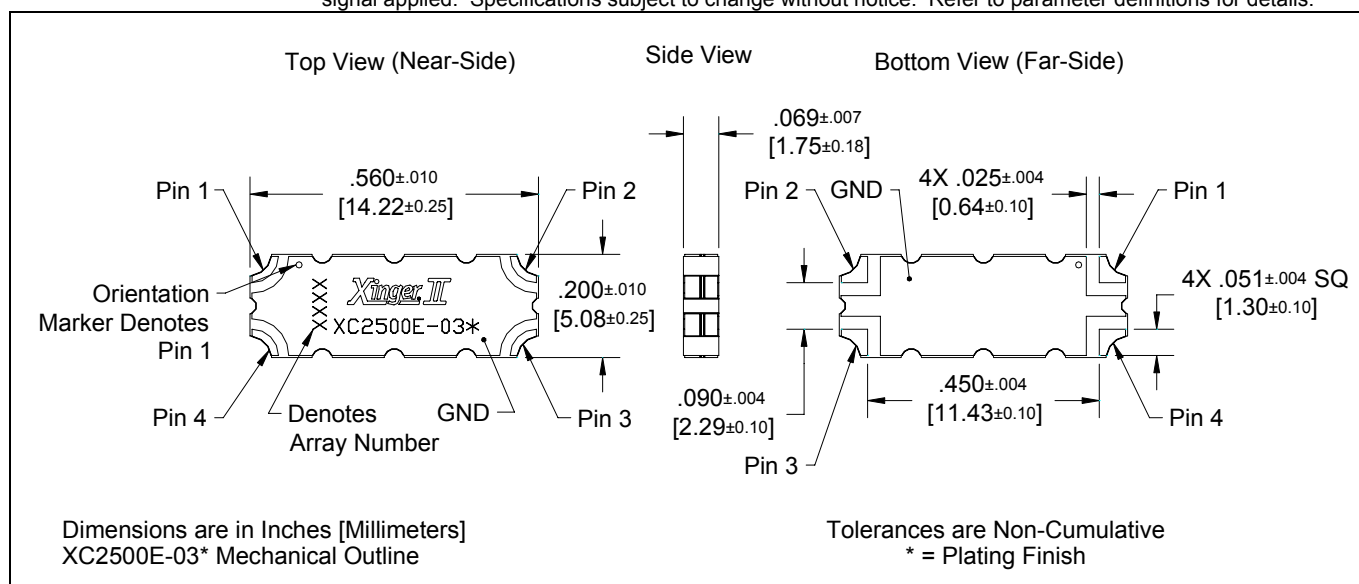 signal applied. Specifications subject to change without notice. Refer to parameter definitions for details.
Top View (Near-Side)
Side View
Bottom View (Far-Side)
.069±.007
[1.75±0.18]
Pin 1
.560±.010
[14.22±0.25]
Pin 2
Pin 2
GND
4X .025±.004
[0.64±0.10]
Pin 1
Orientation
Marker Denotes
Pin 1
XXXXX
Xinger II
XC2500E-03*
.200±.010
[5.08±0.25]
4X .051±.004 SQ
[1.30±0.10]
Pin 4
Denotes
Array Number
GND
Pin 3
.090±.004
[2.29±0.10]
.450±.004
[11.43±0.10]
Pin 4
Pin 3
Dimensions are in Inches [Millimeters]
XC2500E-03* Mechanical Outline
Tolerances are Non-Cumulative
* = Plating Finish